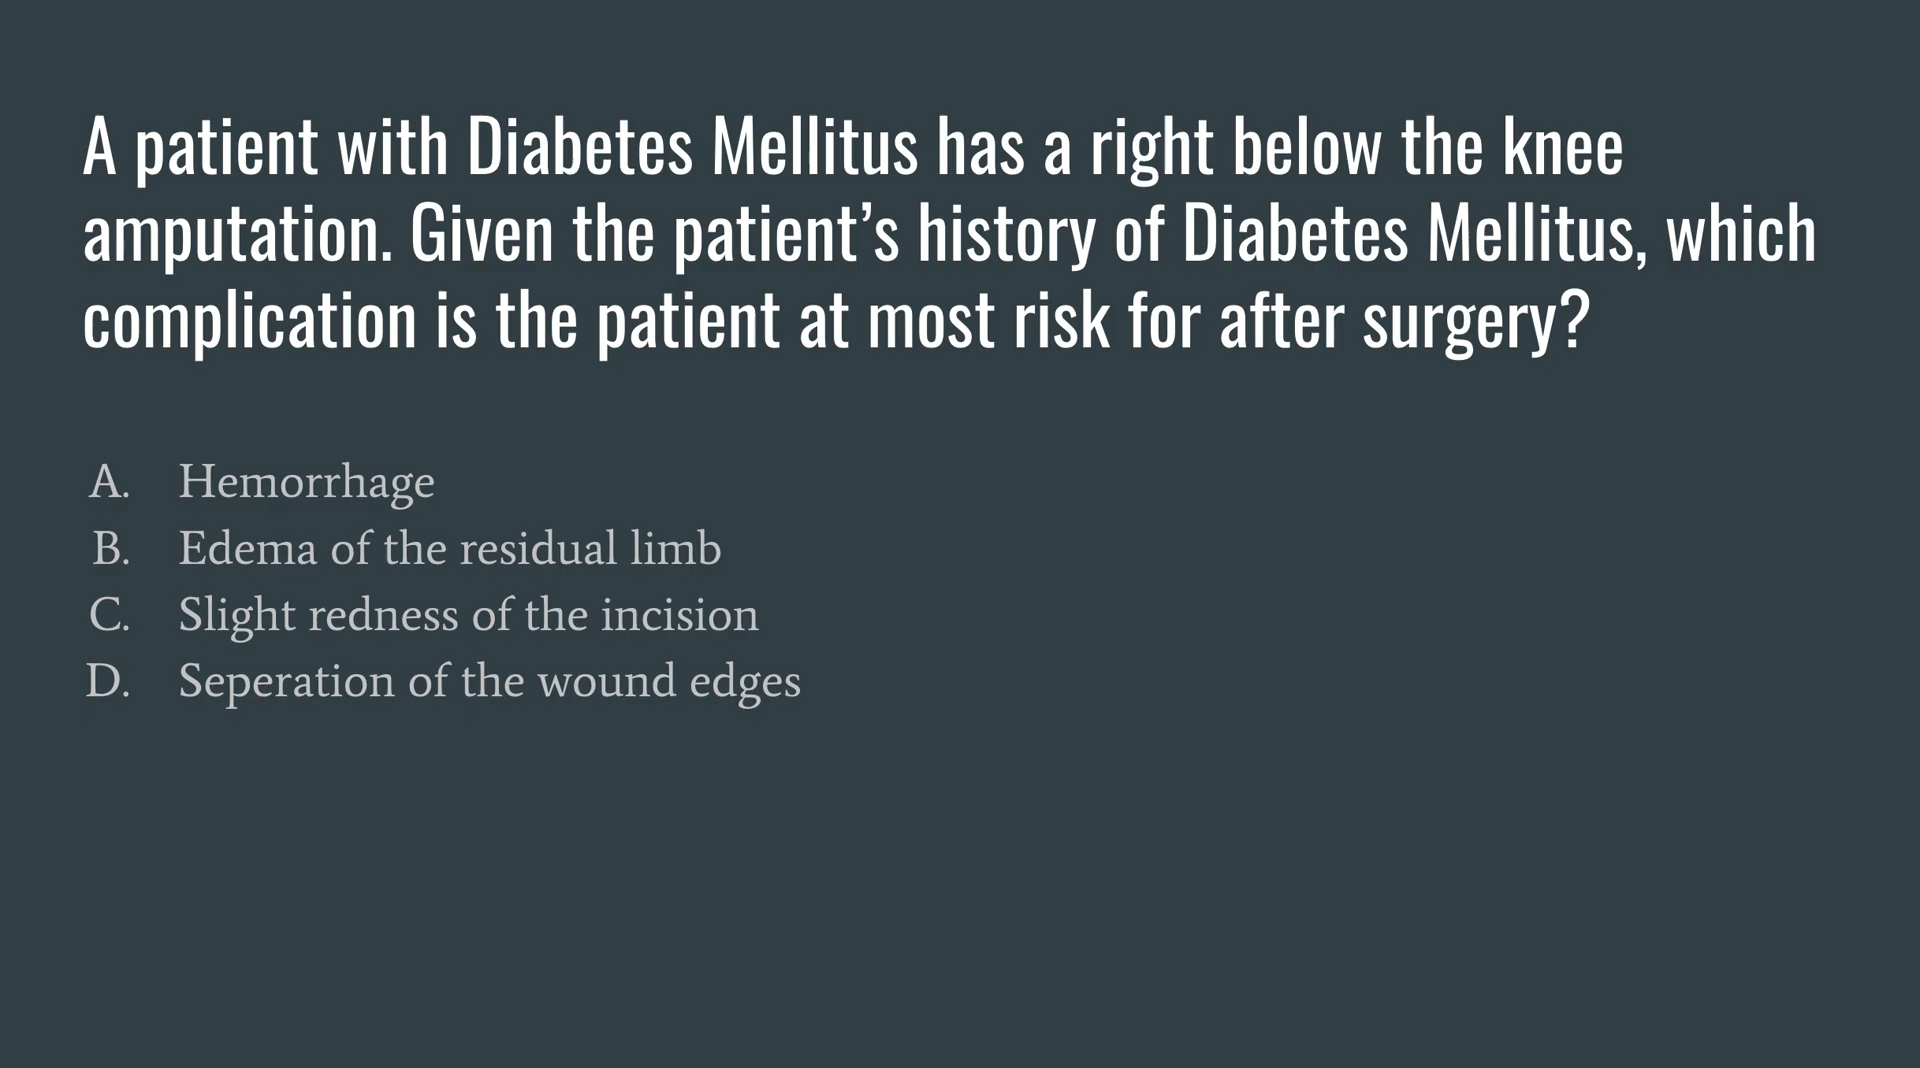 A patient with Diabetes Mellitus has a right below the knee
amputation. Given the patient’s history of Diabetes Mellitus, which
complication is the patient at most risk for after surgery?
A. Hemorrhage
B. Edema of the residual limb
C. Slight redness of the incision
D. Seperation of the wound edges